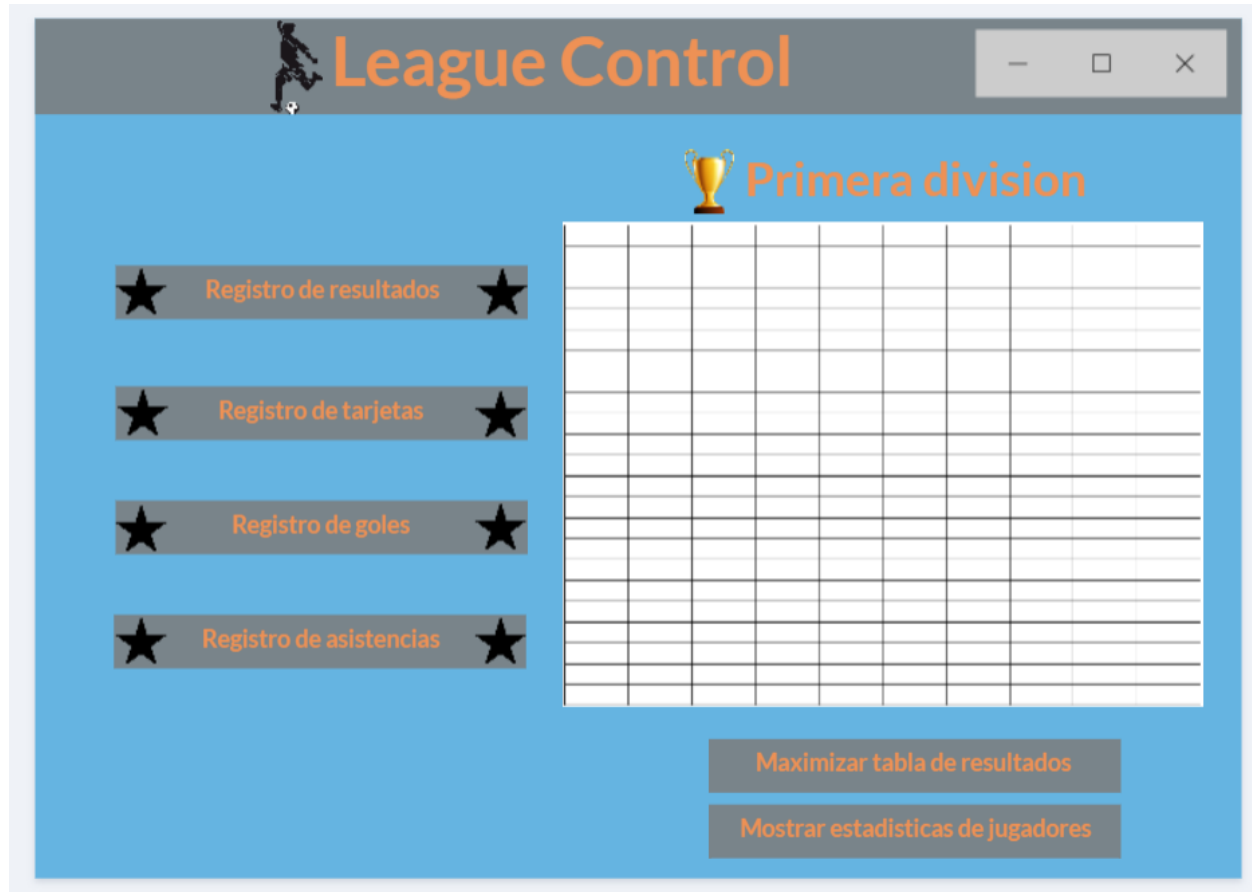 League Control
Primera division
Registro de resultados
Registro de tarjetas
Registro de goles
Registro de asistencias
Maximizar tabla de resultados
Mostrar estadisticas de jugadores